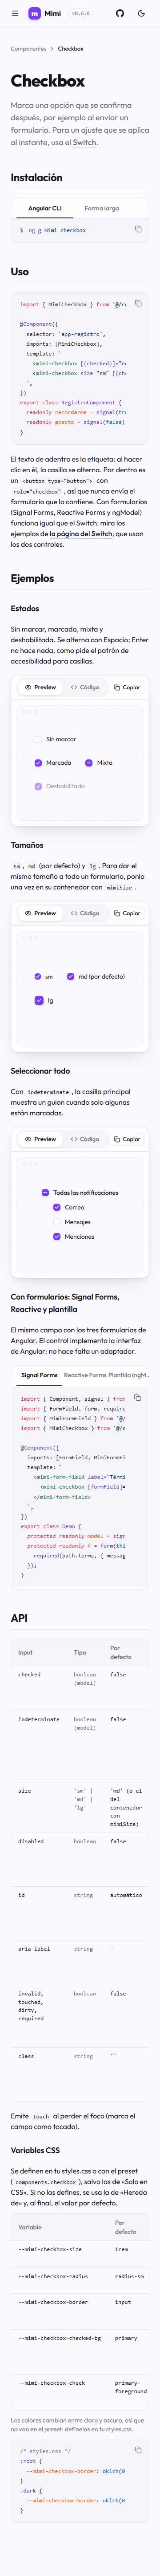 m Mimi v0.6.0
Componentes > Checkbox
Checkbox
Marca una opción que se confirma
después, por ejemplo al enviar un
formulario. Para un ajuste que se aplica
al instante, usa el Switch.
Instalación
Angular CLI Forma larga
$ ng g mimi checkbox
Uso
import { MimiCheckbox } from '@/co
@Component({
selector: 'app-registro',
imports: [MimiCheckbox],
template: `
<mimi-checkbox [(checked)]="re
<mimi-checkbox size="sm" [(che
`,
})
export class RegistroComponent {
readonly recordarme = signal(tru
readonly acepto = signal(false)
}
El texto de adentro es la etiqueta: al hacer
clic en él, la casilla se alterna. Por dentro es
un <button type="button"> con
role="checkbox", así que nunca envía el
formulario que lo contiene. Con formularios
(Signal Forms, Reactive Forms y ngModel)
funciona igual que el Switch: mira los
ejemplos de la página del Switch, que usan
los dos controles.
Ejemplos
Estados
Sin marcar, marcada, mixta y
deshabilitada. Se alterna con Espacio; Enter
no hace nada, como pide el patrón de
accesibilidad para casillas.
Preview Código Copiar
Sin marcar
Marcada Mixta
Deshabilitada
Tamaños
sm, md (por defecto) y lg. Para dar el
mismo tamaño a todo un formulario, ponlo
una vez en su contenedor con mimiSize.
Preview Código Copiar
sm md (por defecto)
lg
Seleccionar todo
Con indeterminate, la casilla principal
muestra un guion cuando solo algunas
están marcadas.
Preview Código Copiar
Todas las notificaciones
Correo
Mensajes
Menciones
Con formularios: Signal Forms,
Reactive y plantilla
El mismo campo con los tres formularios de
Angular. El control implementa la interfaz
de Angular: no hace falta un adaptador.
Signal Forms Reactive Forms Plantilla (ngM...
import { Component, signal } from
import { FormField, form, require
import { MimiFormField } from '@/
import { MimiCheckbox } from '@/c
@Component({
imports: [FormField, MimiFormFi
template: `
<mimi-form-field label="Térmi
<mimi-checkbox [formField]=
</mimi-form-field>
`,
})
export class Demo {
protected readonly model = sign
protected readonly f = form(thi
required(path.terms, { messag
});
}
API
Input Tipo Por defecto
checked boolean (model) false
indeterminate boolean (model) false
size 'sm' | 'md' | 'lg' 'md' (o el del contenedor con mimiSize)
disabled boolean false
id string automático
aria-label string —
invalid, touched, dirty, required boolean false
class string ''
Emite touch al perder el foco (marca el
campo como tocado).
Variables CSS
Se definen en tu styles.css o con el preset
( components.checkbox ), salvo las de «Solo en
CSS». Si no las defines, se usa la de «Hereda
de» y, al final, el valor por defecto.
Variable Por defecto
--mimi-checkbox-size 1rem
--mimi-checkbox-radius radius-sm
--mimi-checkbox-border input
--mimi-checkbox-checked-bg primary
--mimi-checkbox-check primary-foreground
Los colores cambian entre claro y oscuro, así que
no van en el preset: defínelas en tu styles.css.
/* styles.css */
:root {
--mimi-checkbox-border: oklch(0
}
.dark {
--mimi-checkbox-border: oklch(0
}